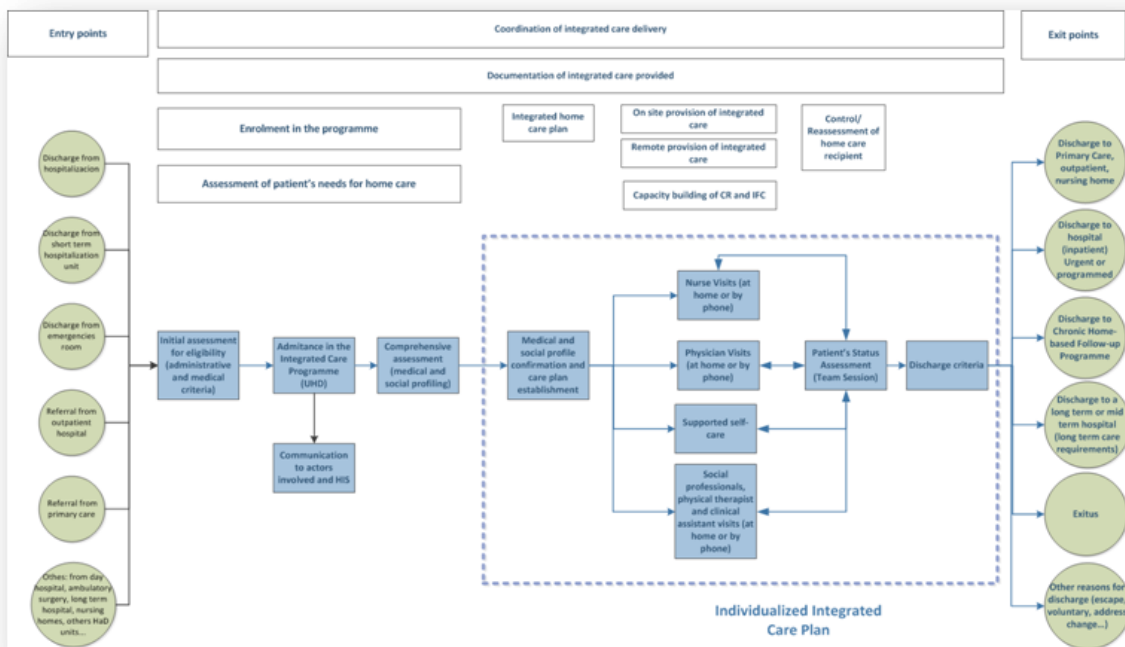 Entry points
Coordination of integrated care delivery
Exit points
Documentation of integrated care provided
Enrolment in the programme
Integrated home
care plan
On site provision of integrated
care
Remote provision of integrated
care
Control/
Reassessment of
home care
recipient
Assessment of patient's needs for home care
Capacity building of CR and IFC
Discharge from
hospitalizacion
Discharge from
short term
hospitalization
unit
Discharge from
emergencies
room
Referral from
outpatient
hospital
Referral from
primary care
Othes: from day
hospital, ambulatory
surgery, long term
hospital, nursing
homes, others HaD
units...
Initial assessment
for eligibility
(administrative
and medical
criteria)
Admitance in the
Integrated Care
Programme
(UHD)
Communication
to actors
involved and HIS
Comprehensive
assessment
(medical and
social profiling)
Medical and
social profile
confirmation and
care plan
establishment
Nurse Visits (at
home or by
phone)
Physician Visits
(at home or by
phone)
Supported self-
care
Social
professionals,
physical therapist
and clinical
assistant visits (at
home or by
phone)
Patient's Status
Assessment
(Team Session)
Discharge criteria
Individualized Integrated
Care Plan
Discharge to
Primary Care,
outpatient,
nursing home
Discharge to
hospital
(inpatient)
Urgent or
programmed
Discharge to
Chronic Home-
based Follow-up
Programme
Discharge to a
long term or mid
term hospital
(long term care
requirements)
Exitus
Other reasons for
discharge (escape,
voluntary, address
change...)